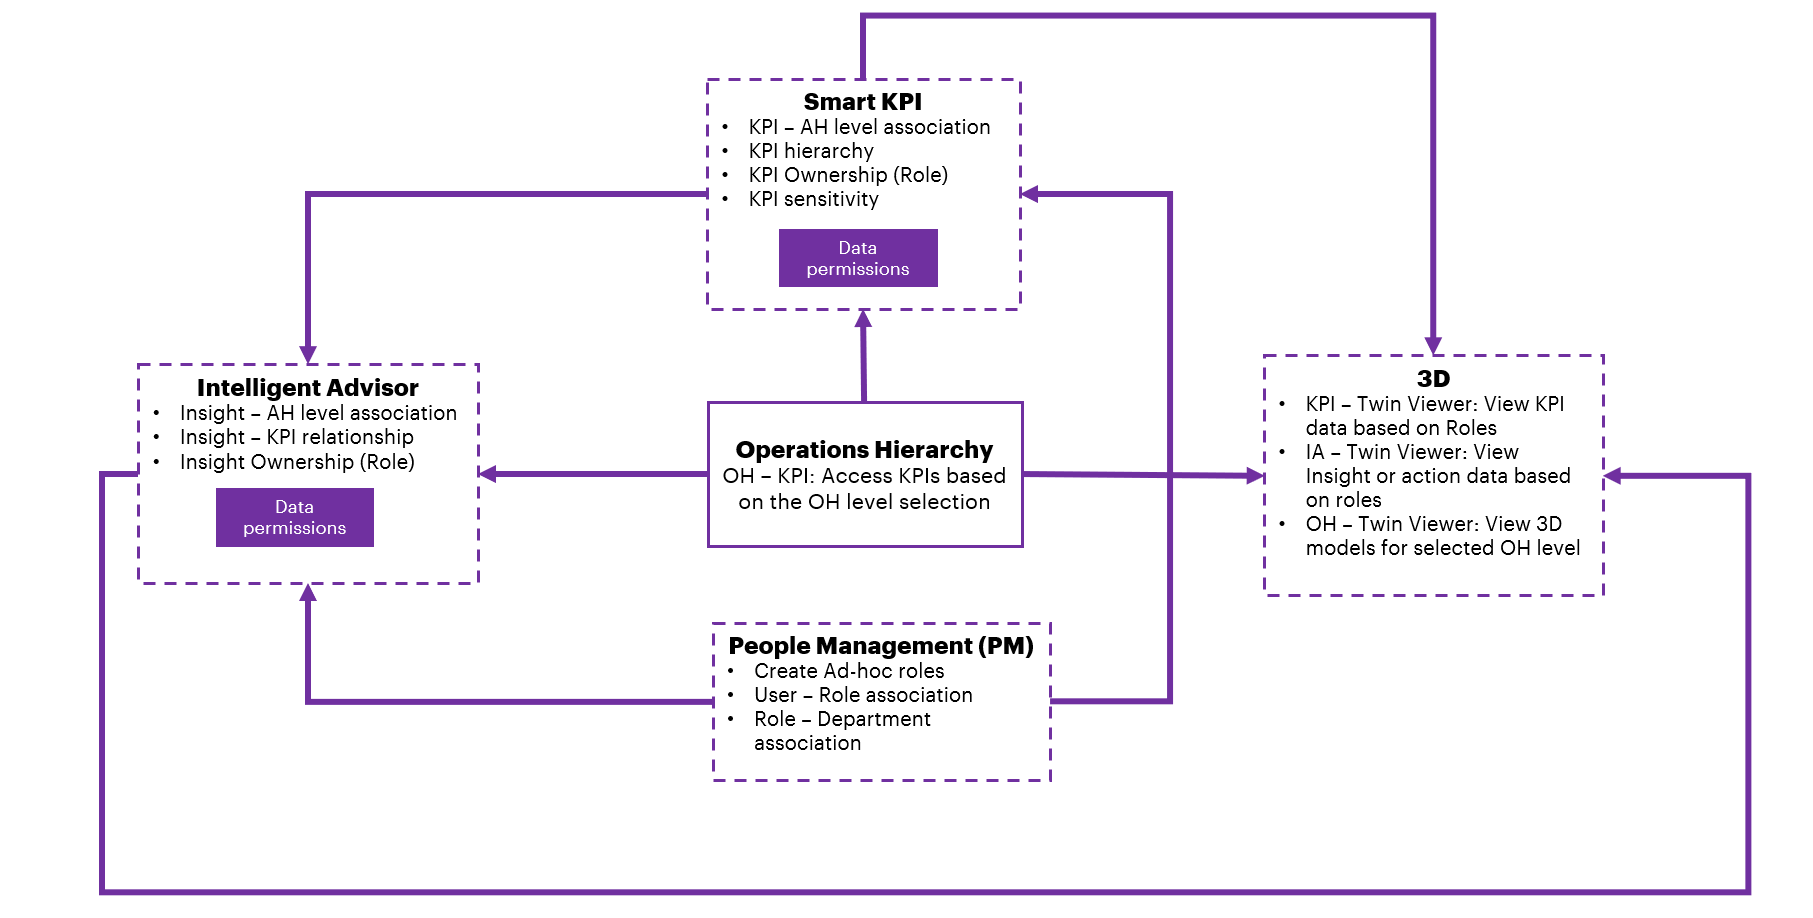 Smart KPI
• KPI – AH level association
• KPI hierarchy
• KPI Ownership (Role)
• KPI sensitivity
Data
permissions
Intelligent Advisor
• Insight – AH level association
• Insight – KPI relationship
• Insight Ownership (Role)
Data
permissions
Operations Hierarchy
OH – KPI: Access KPIs based
on the OH level selection
3D
• KPI – Twin Viewer: View KPI
data based on Roles
• IA – Twin Viewer: View
Insight or action data based
on roles
• OH – Twin Viewer: View 3D
models for selected OH level
People Management (PM)
• Create Ad-hoc roles
• User – Role association
• Role – Department
association